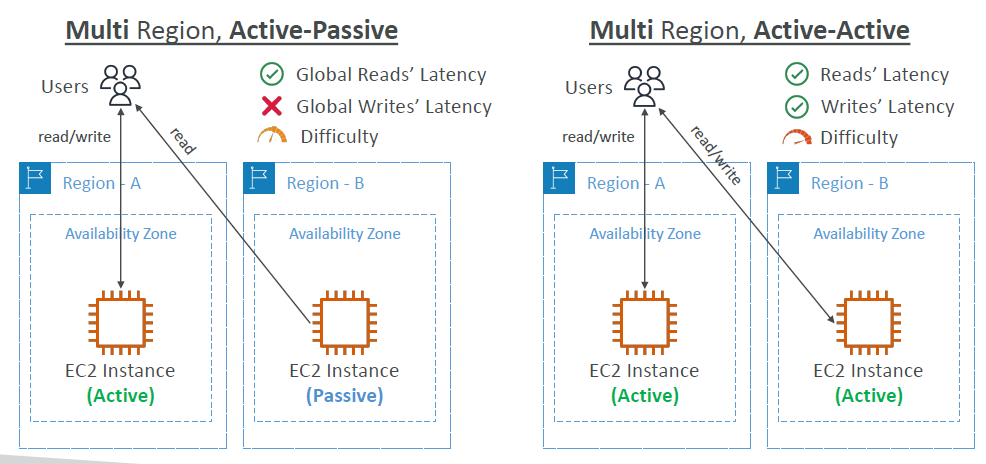 Multi Region, Active-Passive
Users
Global Reads' Latency
Global Writes' Latency
Difficulty
read/write
read
Region - A
Availability Zone
EC2 Instance
(Active)
Region - B
Availability Zone
EC2 Instance
(Passive)
Multi Region, Active-Active
Users
Reads' Latency
Writes' Latency
Difficulty
read/write
read/write
Region - A
Availability Zone
EC2 Instance
(Active)
Region - B
Availability Zone
EC2 Instance
(Active)